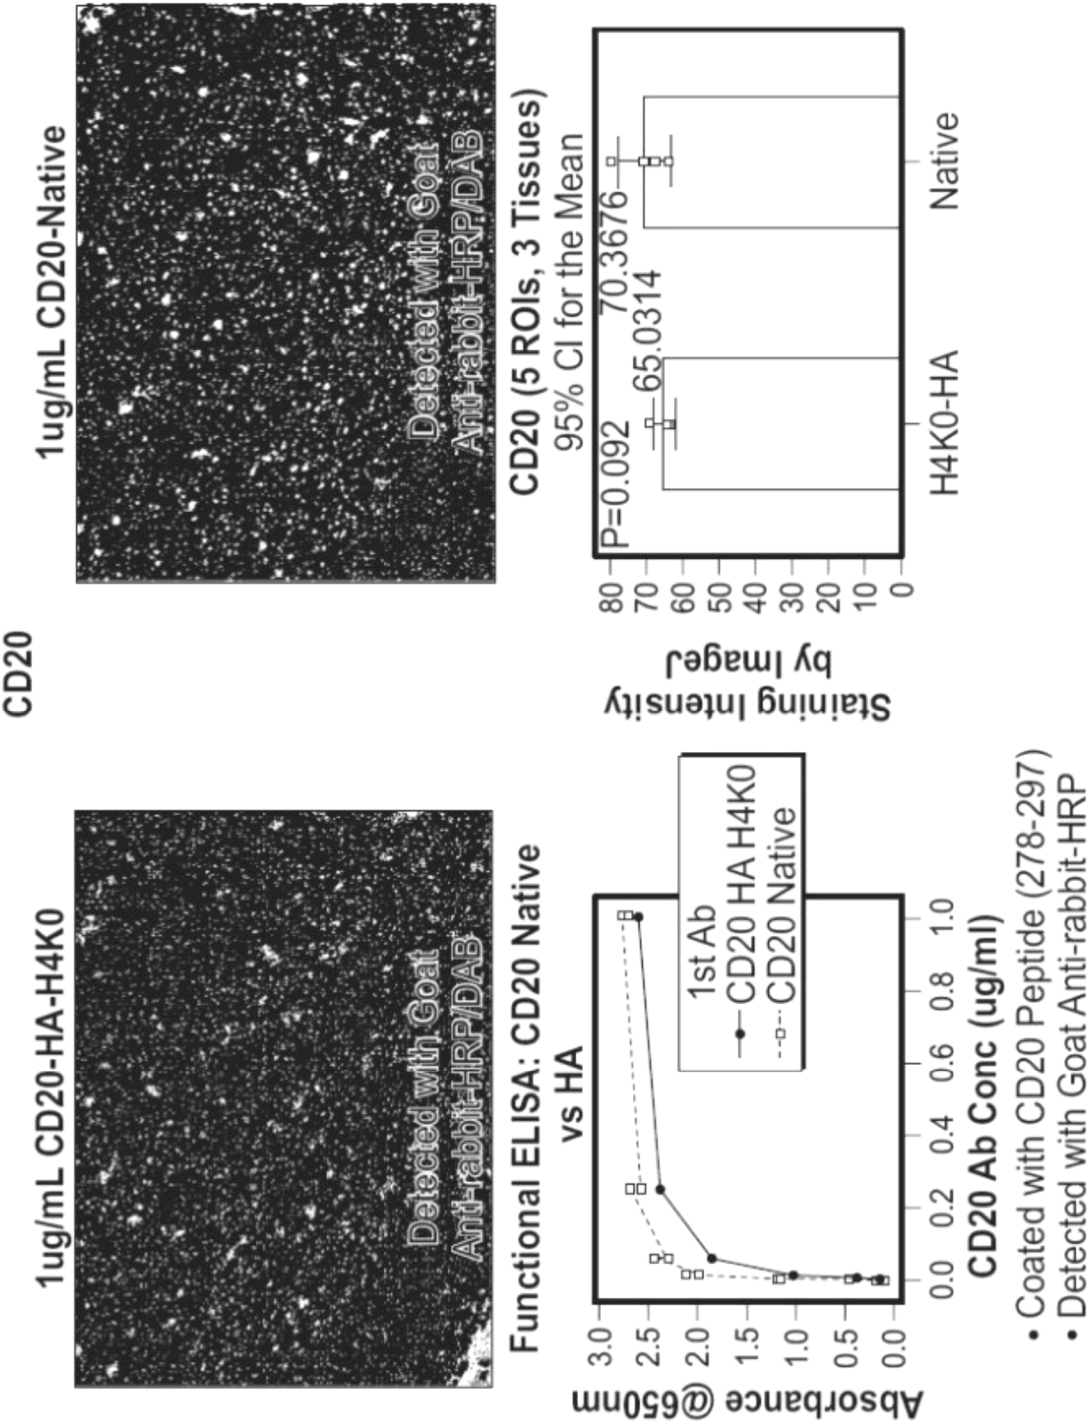 CD20
1ug/mL CD20-HA-H4K0
Detected with Goat
Anti-rabbit-HRP/DAB
1ug/mL CD20-Native
Detected with Goat
Anti-rabbit-HRP/DAB
Functional ELISA: CD20 Native
vs HA
Absorbance @650nm
3.0
2.5
2.0
1.5
1.0
0.5
0.0
1st Ab
CD20 HA H4K0
CD20 Native
0.0 0.2 0.4 0.6 0.8 1.0
CD20 Ab Conc (ug/ml)
• Coated with CD20 Peptide (278-297)
• Detected with Goat Anti-rabbit-HRP
CD20 (5 ROIs, 3 Tissues)
95% CI for the Mean
Staining Intensity
by ImageJ
80
70
60
50
40
30
20
10
0
P=0.092
70.3676
65.0314
H4K0-HA Native